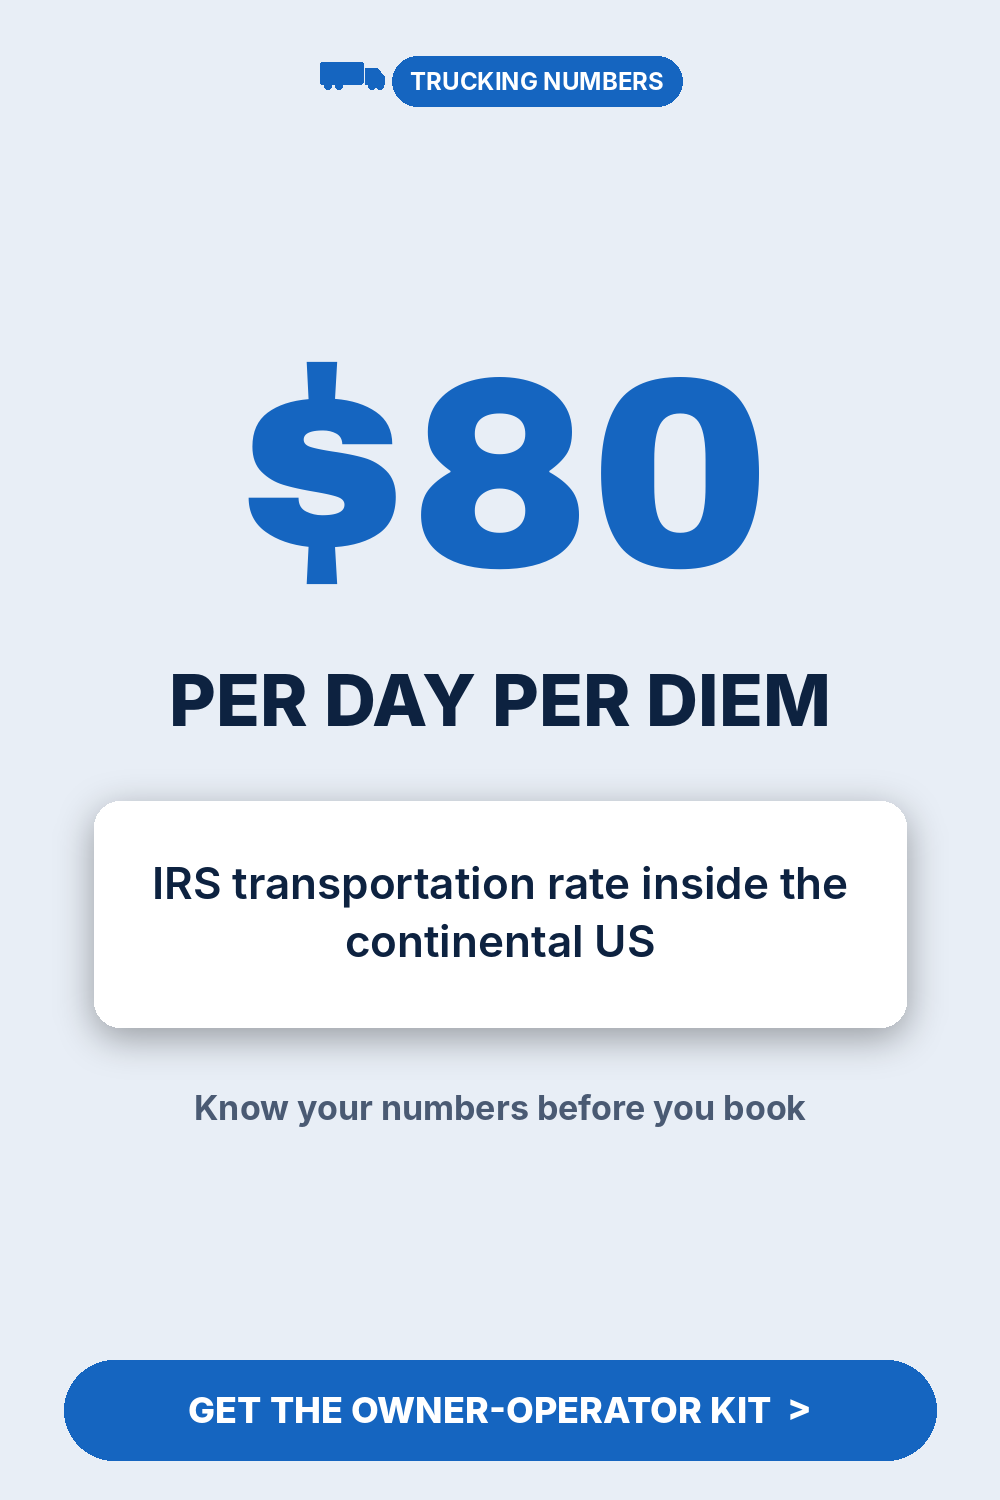 TRUCKING NUMBERS
$80
PER DAY PER DIEM
IRS transportation rate inside the
continental US
Know your numbers before you book
GET THE OWNER-OPERATOR KIT >